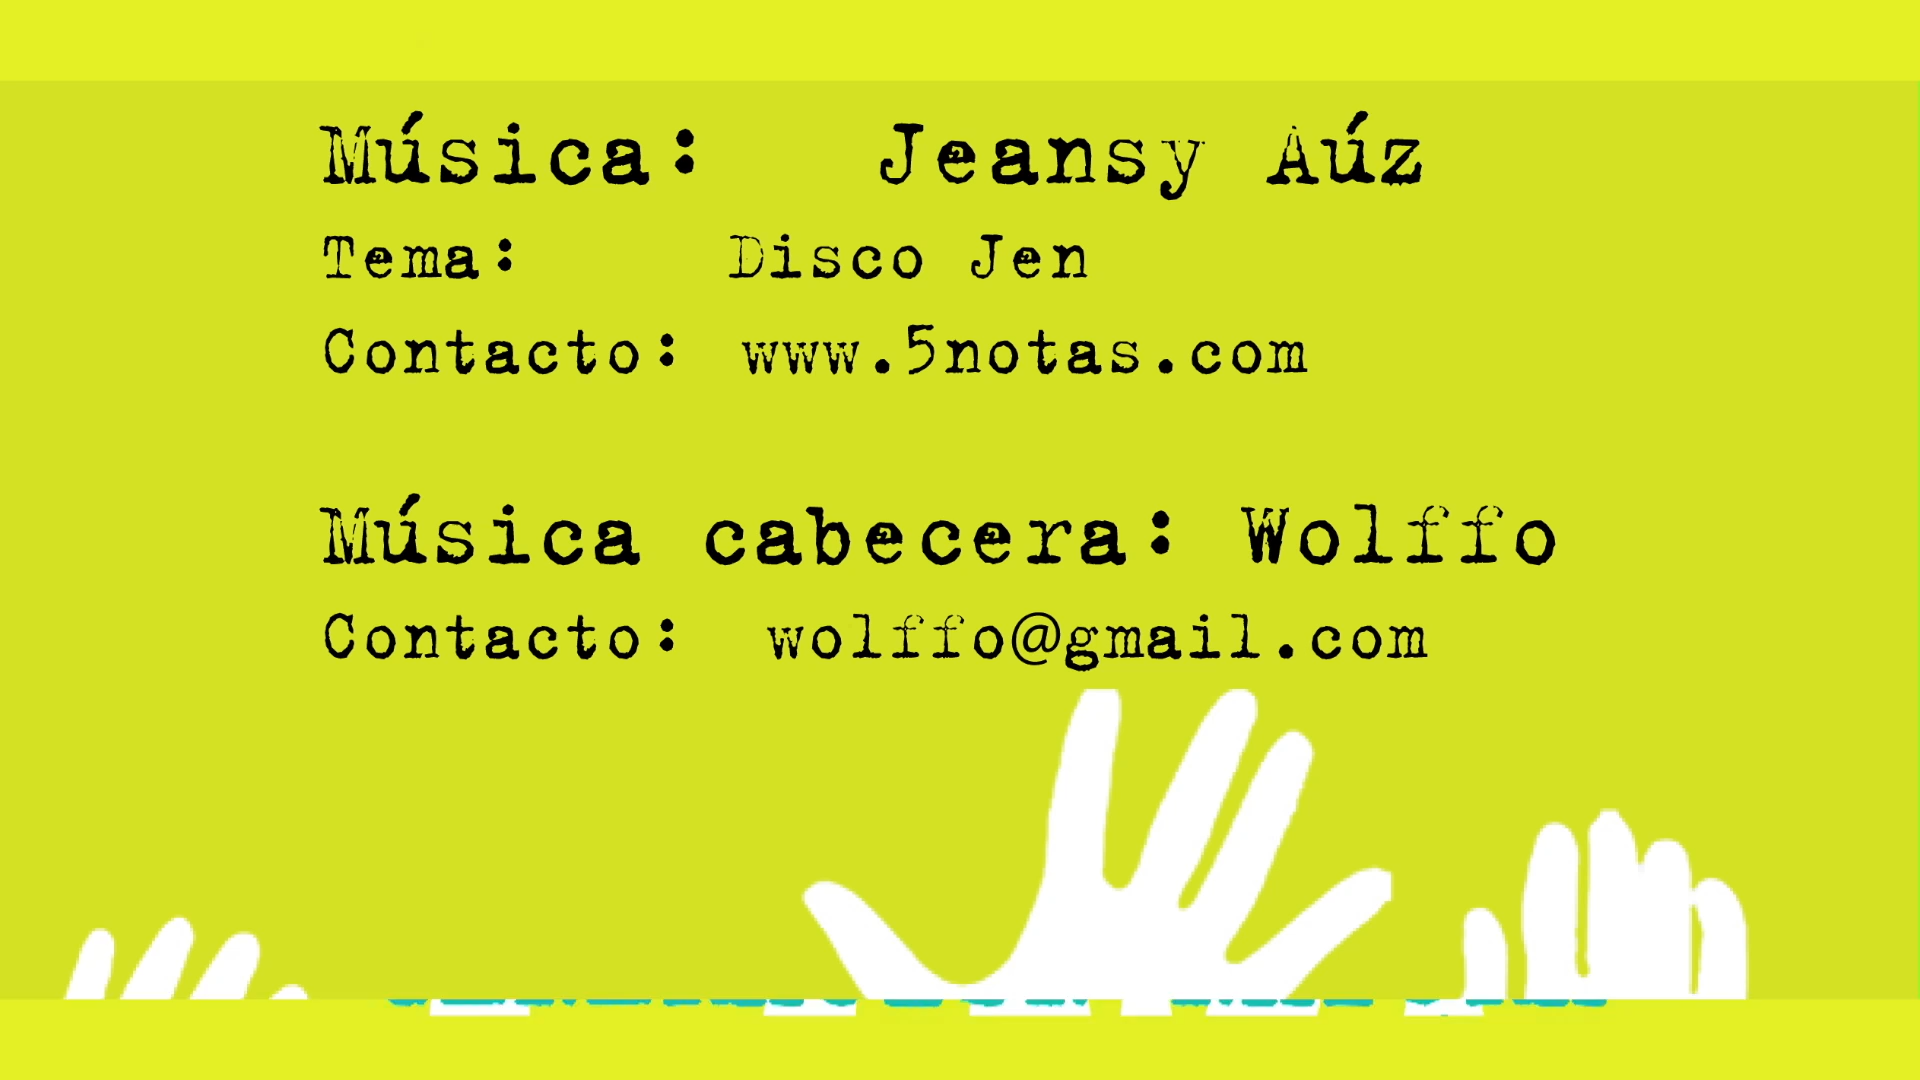 Música: Jeansy Aúz
Tema: Disco Jen
Contacto: www.5notas.com
Música cabecera: Wolffo
Contacto: wolffo@gmail.com